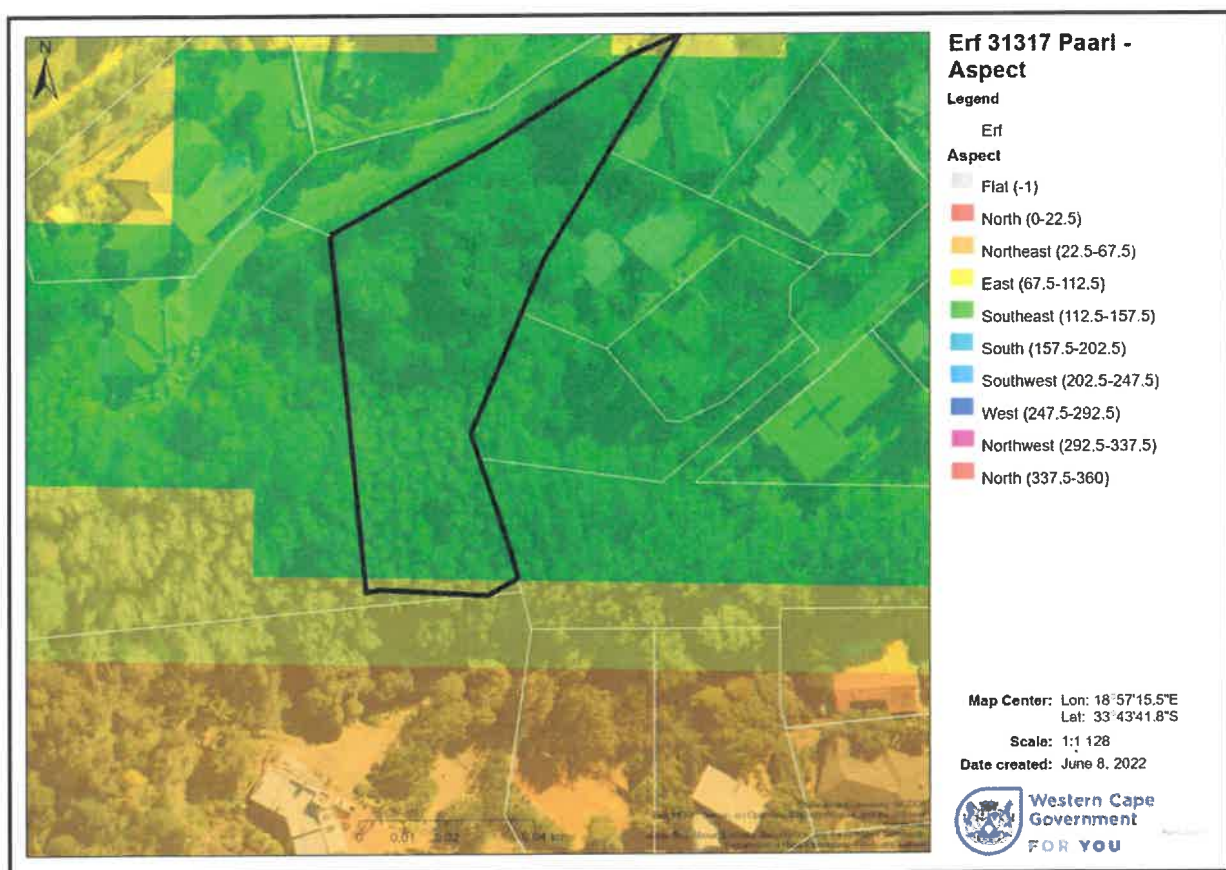 N
Erf 31317 Paarl -
Aspect
Legend
Erf
Aspect
Flat (-1)
North (0-22.5)
Northeast (22.5-67.5)
East (67.5-112.5)
Southeast (112.5-157.5)
South (157.5-202.5)
Southwest (202.5-247.5)
West (247.5-292.5)
Northwest (292.5-337.5)
North (337.5-360)
Map Center: Lon: 18°57'15.5"E
Lat: 33°43'41.8"S
Scale: 1:1 128
Date created: June 8, 2022
Western Cape
Government
FOR YOU
0 0.01 0.02 0.04 km